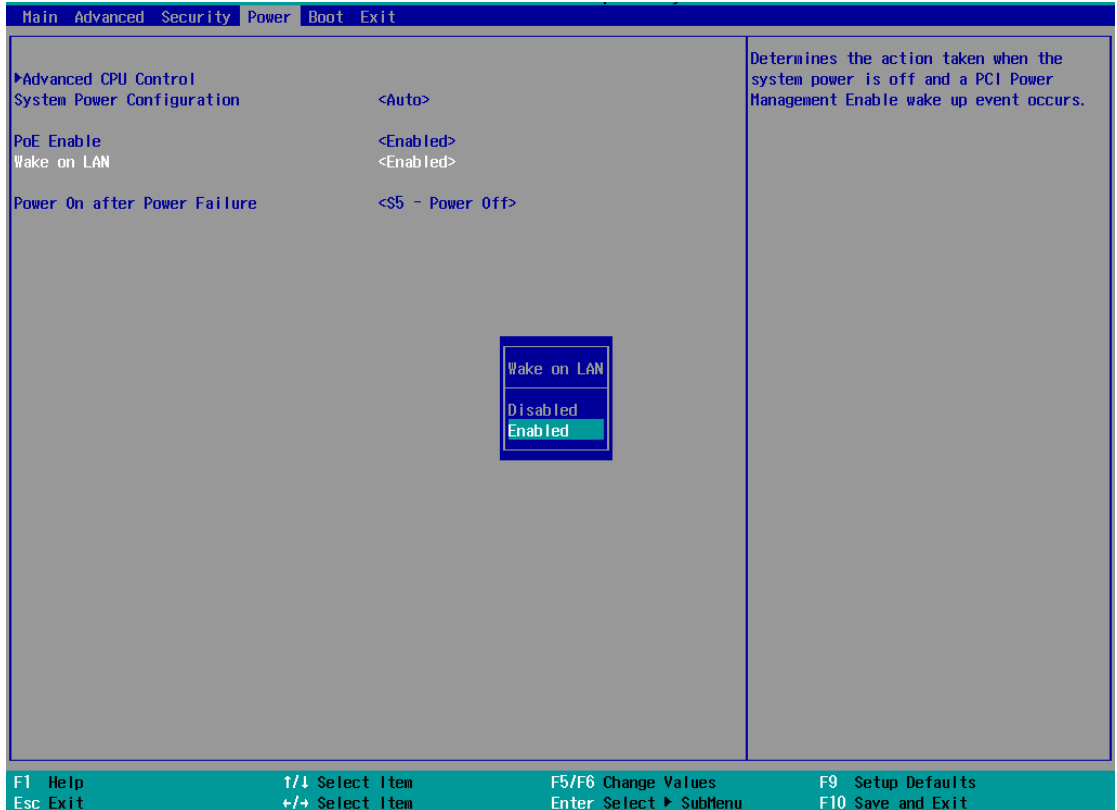 Main Advanced Security Power Boot Exit
▶Advanced CPU Control
System Power Configuration <Auto>
PoE Enable <Enabled>
Wake on LAN <Enabled>
Power On after Power Failure <S5 - Power Off>
Determines the action taken when the
system power is off and a PCI Power
Management Enable wake up event occurs.
Wake on LAN
Disabled
Enabled
F1 Help ↑/↓ Select Item F5/F6 Change Values F9 Setup Defaults
Esc Exit ←/→ Select Item Enter Select ▶ SubMenu F10 Save and Exit